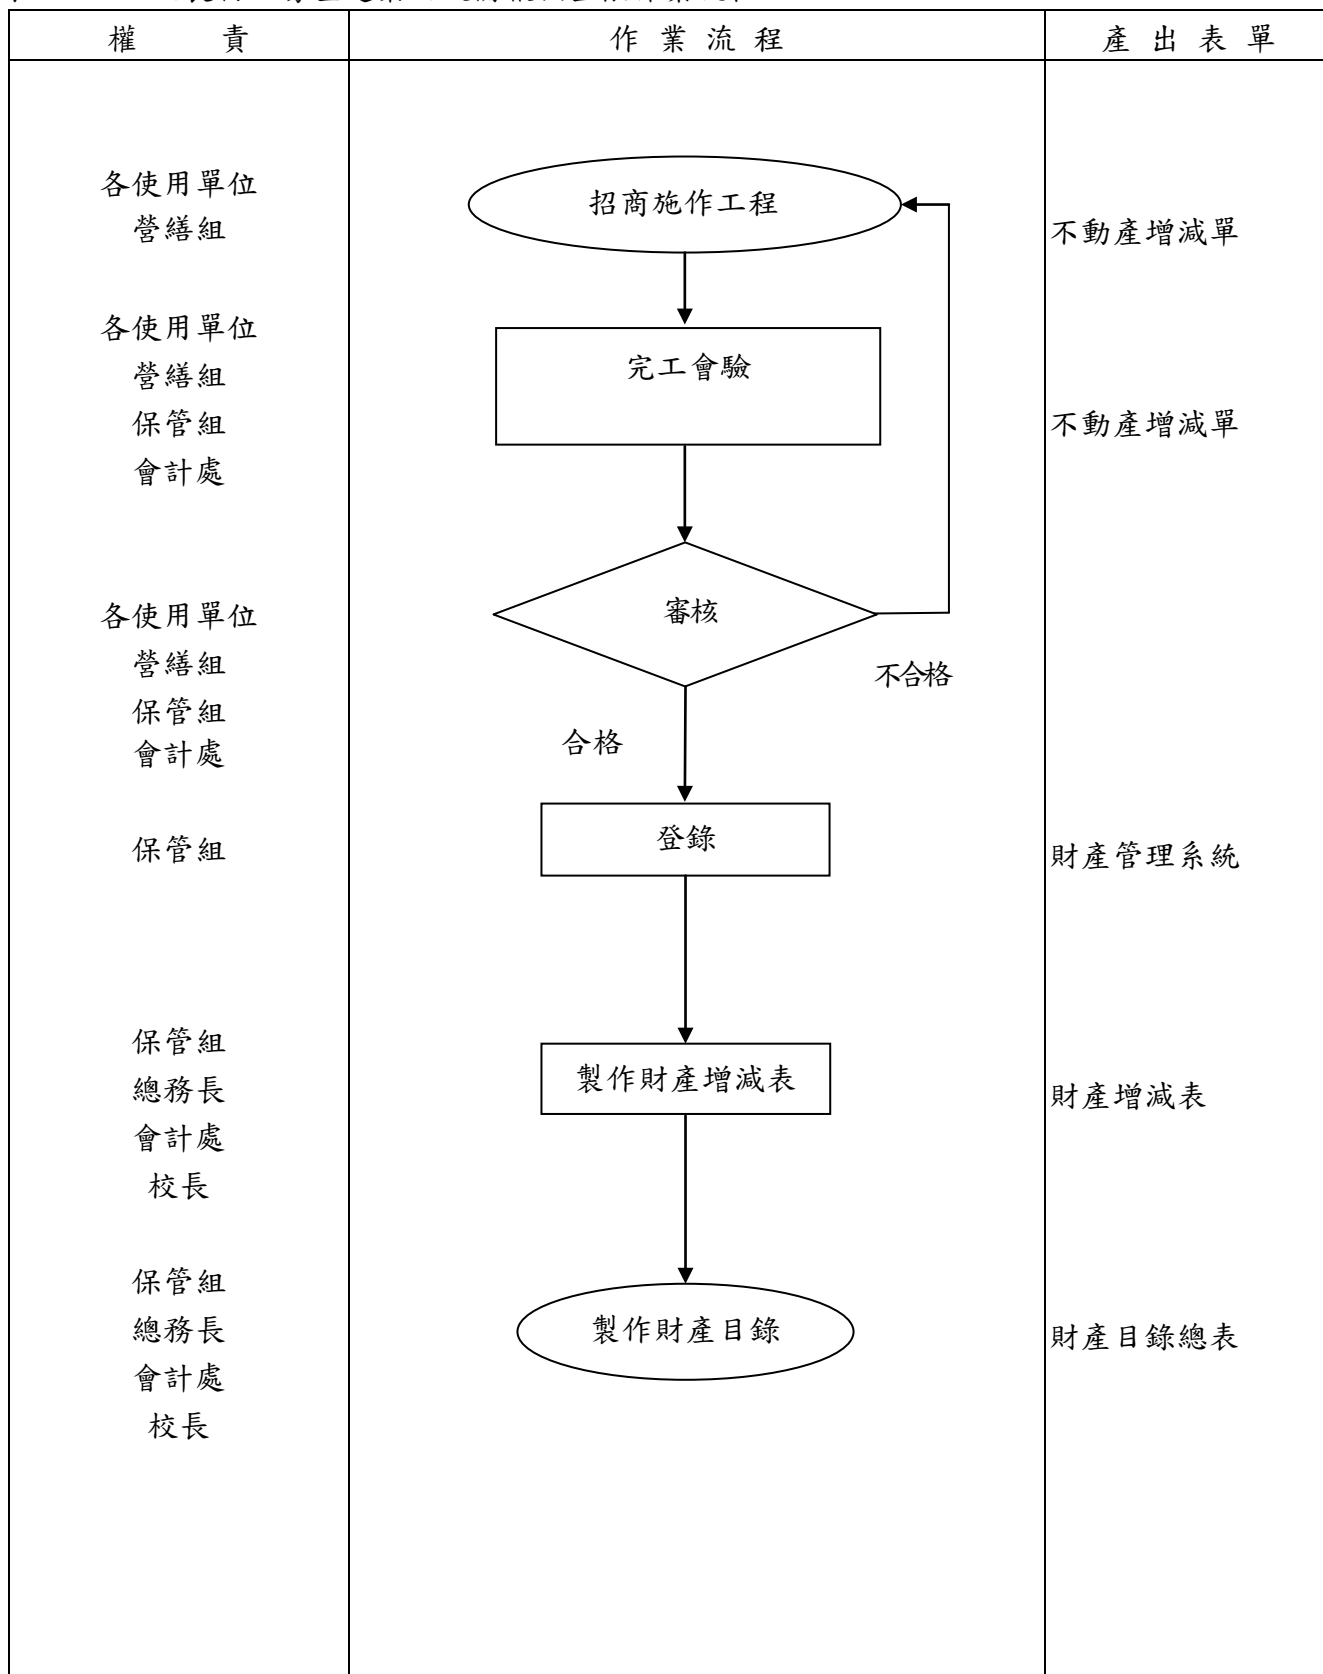 權 責
作 業 流 程
產 出 表 單
各使用單位
營繕組
招商施作工程
不動產增減單
各使用單位
營繕組
保管組
會計處
完工會驗
不動產增減單
各使用單位
營繕組
保管組
會計處
審核
不合格
合格
保管組
登錄
財產管理系統
保管組
總務長
會計處
校長
製作財產增減表
財產增減表
保管組
總務長
會計處
校長
製作財產目錄
財產目錄總表